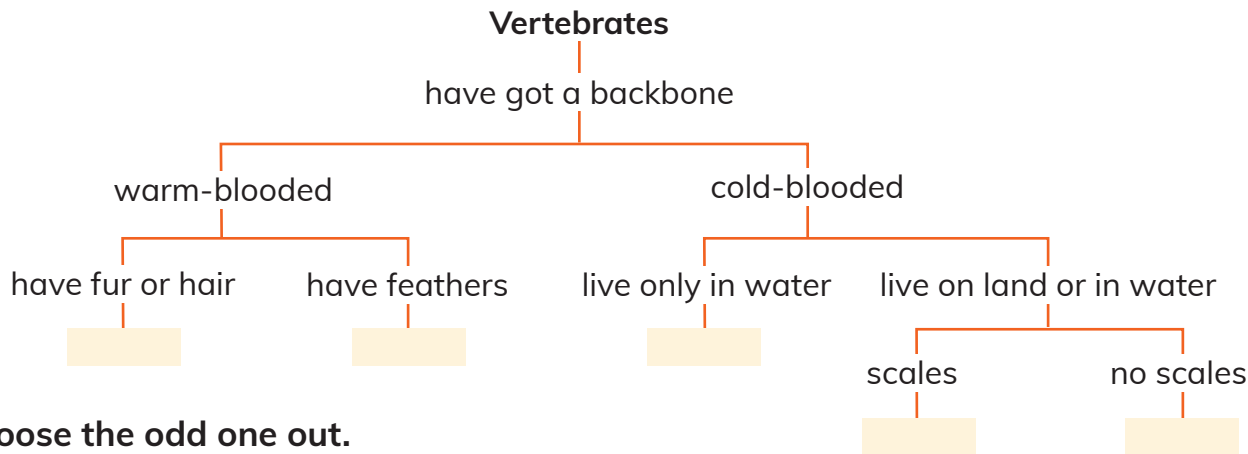 Vertebrates
have got a backbone
warm-blooded
cold-blooded
have fur or hair
have feathers
live only in water
live on land or in water
scales
no scales
oose the odd one out.